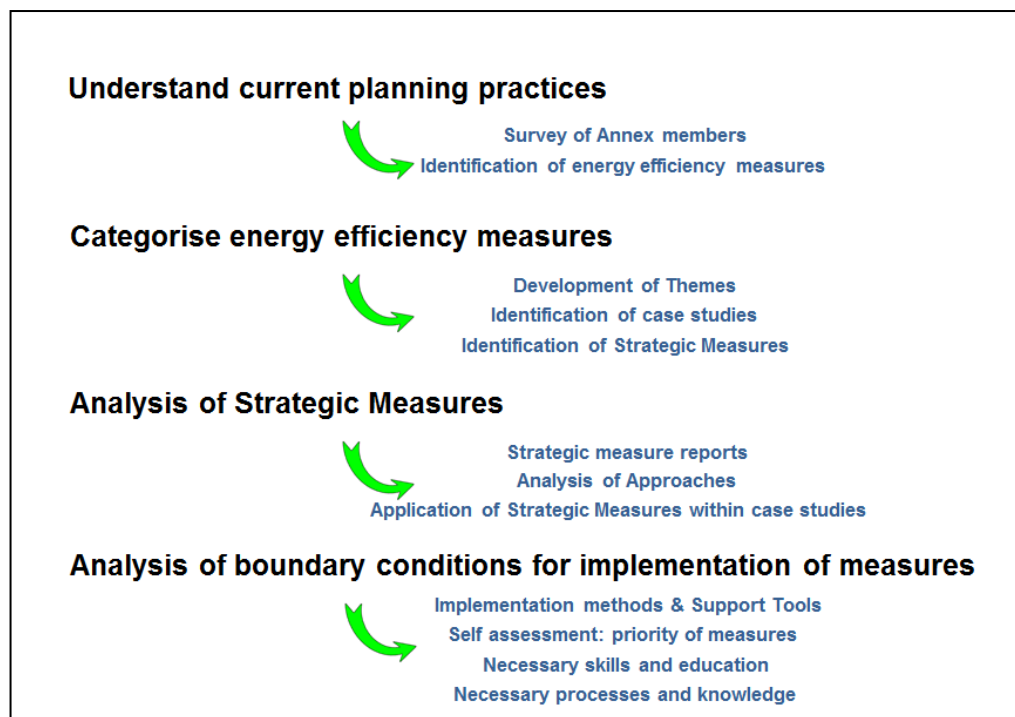 Understand current planning practices
Survey of Annex members
Identification of energy efficiency measures
Categorise energy efficiency measures
Development of Themes
Identification of case studies
Identification of Strategic Measures
Analysis of Strategic Measures
Strategic measure reports
Analysis of Approaches
Application of Strategic Measures within case studies
Analysis of boundary conditions for implementation of measures
Implementation methods & Support Tools
Self assessment: priority of measures
Necessary skills and education
Necessary processes and knowledge